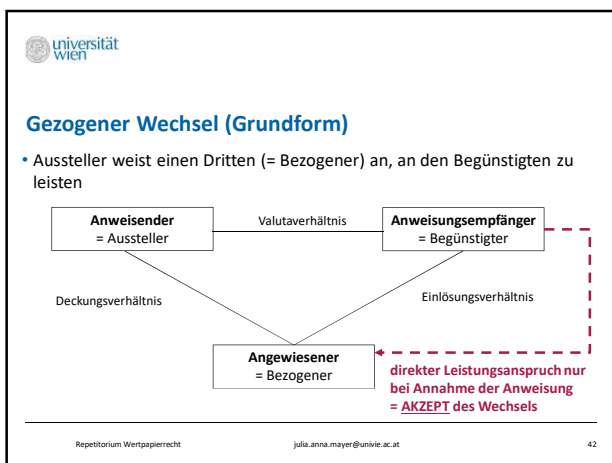 universität
wien
Gezogener Wechsel (Grundform)
• Aussteller weist einen Dritten (= Bezogener) an, an den Begünstigten zu
leisten
Anweisender
= Aussteller
Valutaverhältnis
Anweisungsempfänger
= Begünstigter
Deckungsverhältnis
Einlösungsverhältnis
Angewiesener
= Bezogener
direkter Leistungsanspruch nur
bei Annahme der Anweisung
= AKZEPT des Wechsels
Repetitorium Wertpapierrecht
julia.anna.mayer@univie.ac.at
42